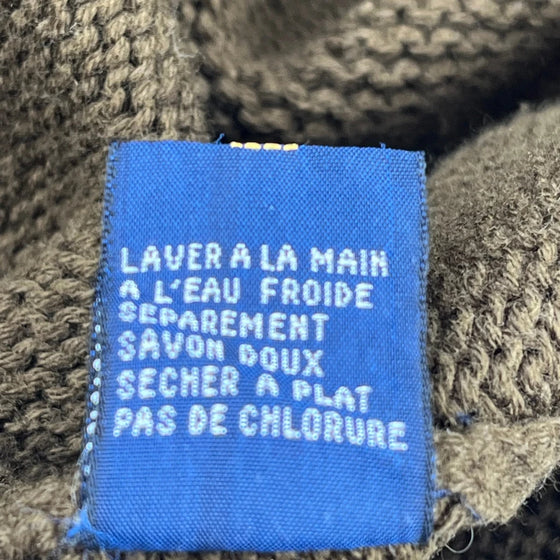 LAVER A LA MAIN
A L'EAU FROIDE
SEPAREMENT
SAVON DOUX
SECHER A PLAT
PAS DE CHLORURE